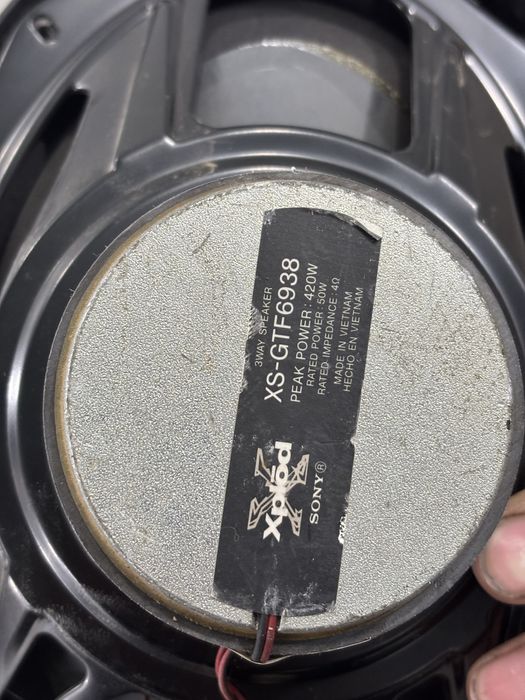 3WAY SPEAKER
XS-GTF6938
PEAK POWER : 420W
RATED POWER : 50W
RATED IMPEDANCE : 4Ω
MADE IN VIETNAM
HECHO EN VIETNAM
Xplōd
SONY®